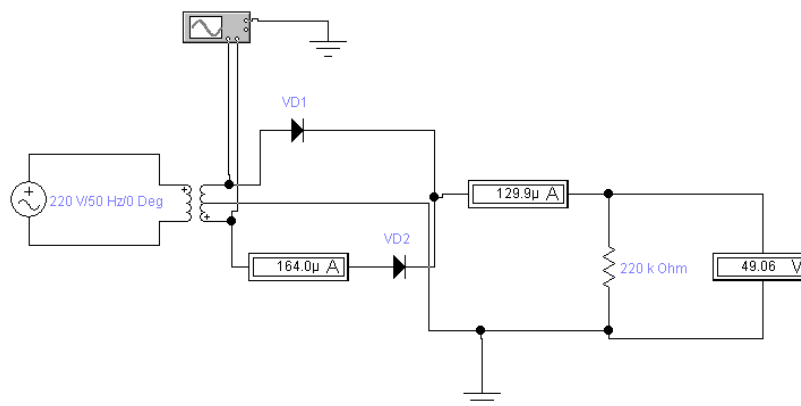 VD1
220 V/50 Hz/0 Deg
129.9µ A
VD2
164.0µ A
220 k Ohm
49.06 V